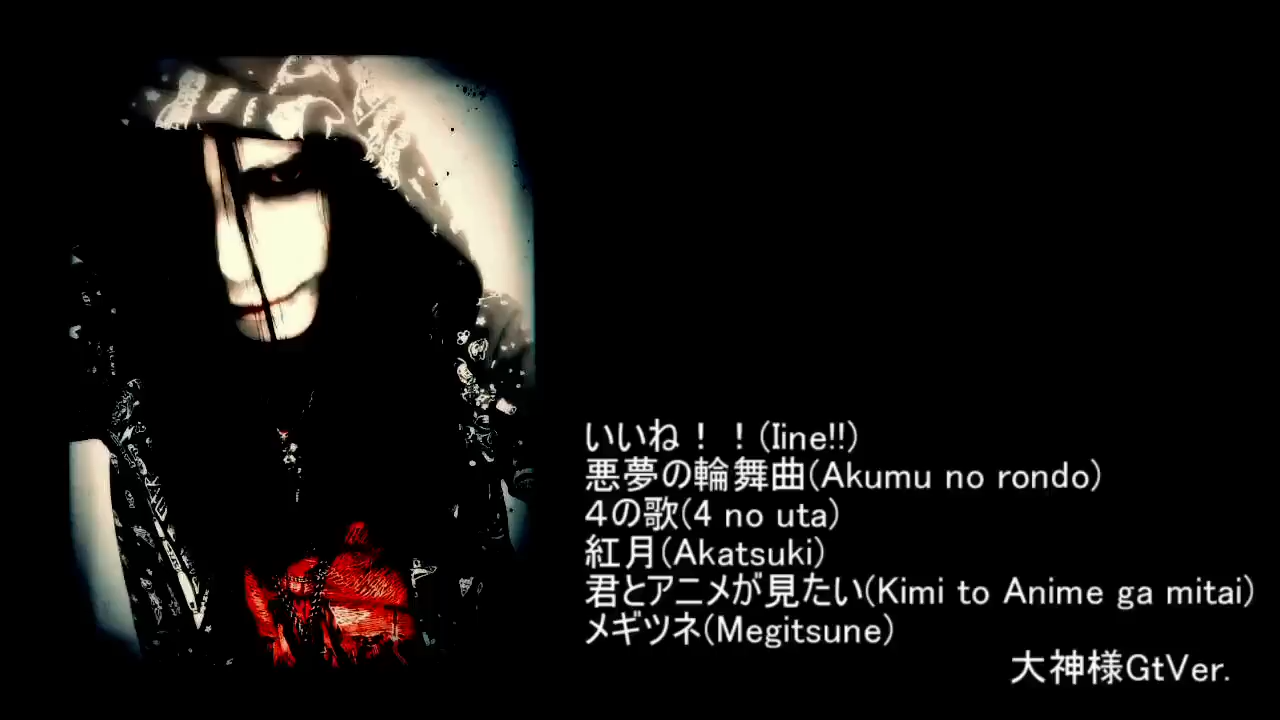 いいね！！(Iine!!)
悪夢の輪舞曲(Akumu no rondo)
４の歌(4 no uta)
紅月(Akatsuki)
君とアニメが見たい(Kimi to Anime ga mitai)
メギツネ(Megitsune)
大神様GtVer.